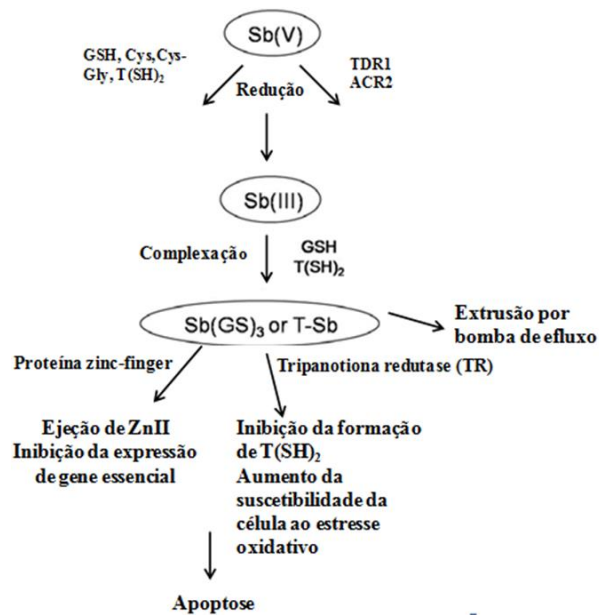 Sb(V)
GSH, Cys,Cys-
Gly, T(SH)₂
TDR1
ACR2
Redução
Sb(III)
Complexação
GSH
T(SH)₂
Sb(GS)₃ or T-Sb
Extrusão por
bomba de efluxo
Proteína zinc-finger
Tripanotiona redutase (TR)
Ejeção de ZnII
Inibição da expressão
de gene essencial
Inibição da formação
de T(SH)₂
Aumento da
suscetibilidade da
célula ao estresse
oxidativo
Apoptose